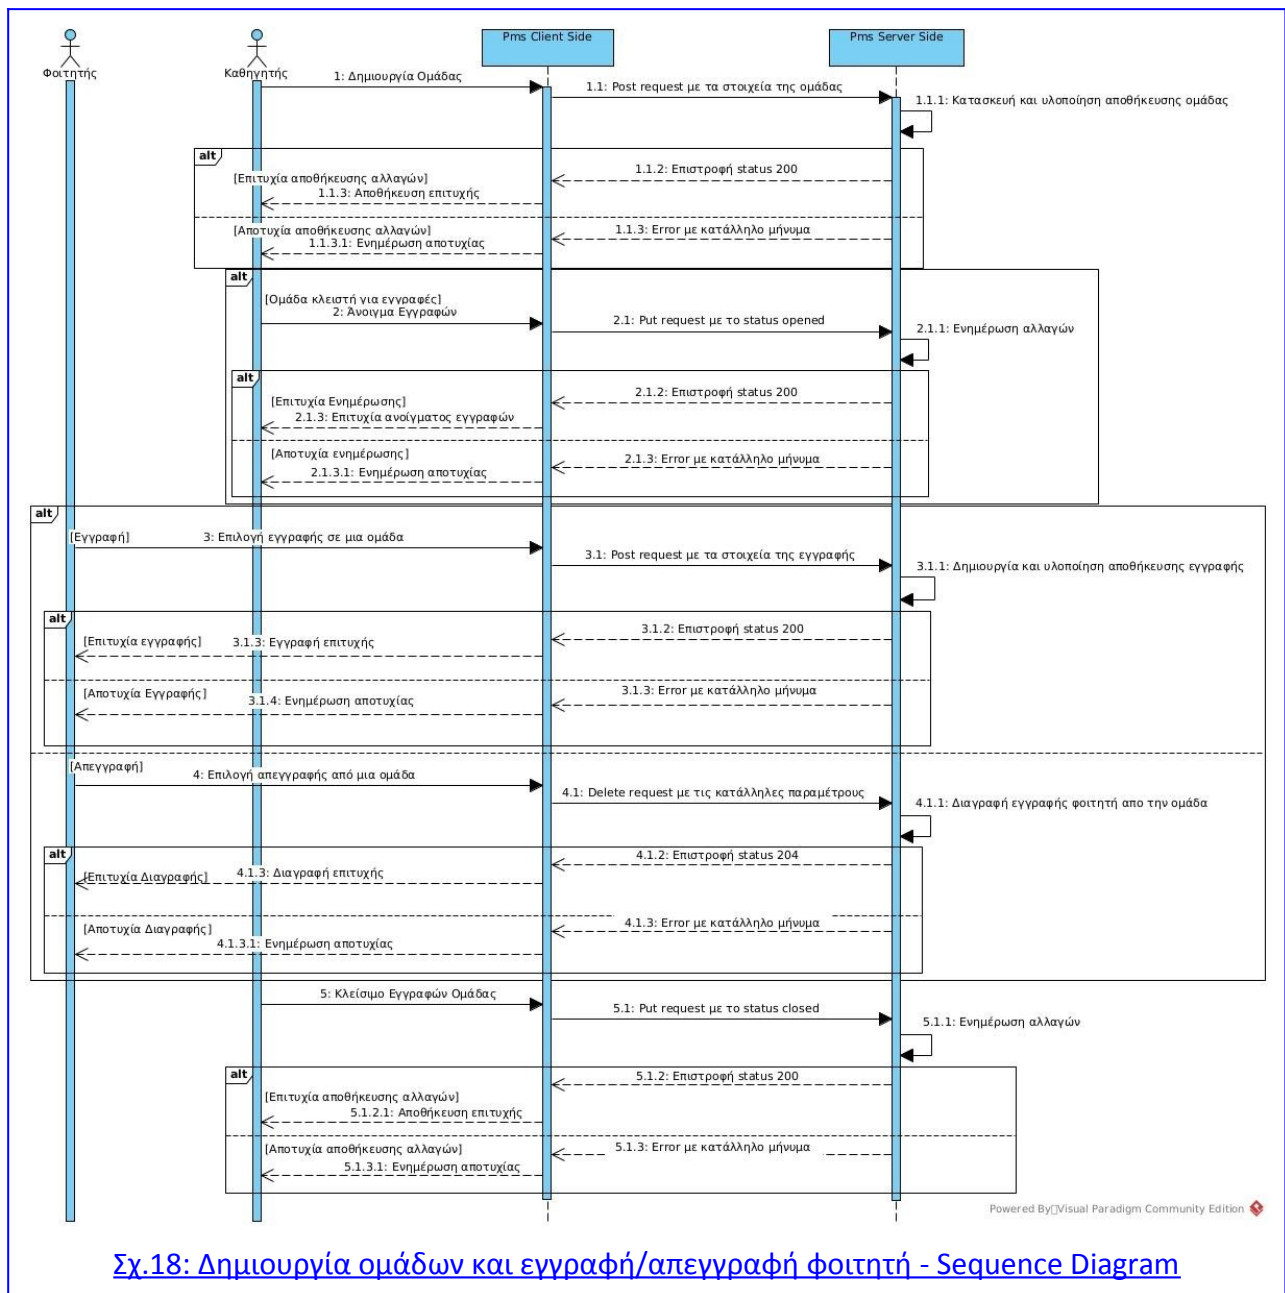 Pms Client Side
Pms Server Side
Φοιτητής
Καθηγητής
1: Δημιουργία Ομάδας
1.1: Post request με τα στοιχεία της ομάδας
1.1.1: Κατασκευή και υλοποίηση αποθήκευσης ομάδας
alt
1.1.2: Επιστροφή status 200
[Επιτυχία αποθήκευσης αλλαγών]
1.1.3: Αποθήκευση επιτυχής
[Αποτυχία αποθήκευσης αλλαγών]
1.1.3: Error με κατάλληλο μήνυμα
1.1.3.1: Ενημέρωση αποτυχίας
alt
[Ομάδα κλειστή για εγγραφές]
2: Άνοιγμα Εγγραφών
2.1: Put request με το status opened
2.1.1: Ενημέρωση αλλαγών
alt
2.1.2: Επιστροφή status 200
[Επιτυχία Ενημέρωσης]
2.1.3: Επιτυχία ανοίγματος εγγραφών
[Αποτυχία ενημέρωσης]
2.1.3: Error με κατάλληλο μήνυμα
2.1.3.1: Ενημέρωση αποτυχίας
alt
[Εγγραφή]
3: Επιλογή εγγραφής σε μια ομάδα
3.1: Post request με τα στοιχεία της εγγραφής
3.1.1: Δημιουργία και υλοποίηση αποθήκευσης εγγραφής
alt
3.1.2: Επιστροφή status 200
[Επιτυχία εγγραφής]
3.1.3: Εγγραφή επιτυχής
[Αποτυχία Εγγραφής]
3.1.3: Error με κατάλληλο μήνυμα
3.1.4: Ενημέρωση αποτυχίας
[Απεγγραφή]
4: Επιλογή απεγγραφής από μια ομάδα
4.1: Delete request με τις κατάλληλες παραμέτρους
4.1.1: Διαγραφή εγγραφής φοιτητή απο την ομάδα
alt
4.1.2: Επιστροφή status 204
[Επιτυχία Διαγραφής]
4.1.3: Διαγραφή επιτυχής
[Αποτυχία Διαγραφής]
4.1.3: Error με κατάλληλο μήνυμα
4.1.3.1: Ενημέρωση αποτυχίας
5: Κλείσιμο Εγγραφών Ομάδας
5.1: Put request με το status closed
5.1.1: Ενημέρωση αλλαγών
alt
5.1.2: Επιστροφή status 200
[Επιτυχία αποθήκευσης αλλαγών]
5.1.2.1: Αποθήκευση επιτυχής
[Αποτυχία αποθήκευσης αλλαγών]
5.1.3: Error με κατάλληλο μήνυμα
5.1.3.1: Ενημέρωση αποτυχίας
Powered By Visual Paradigm Community Edition
Σχ.18: Δημιουργία ομάδων και εγγραφή/απεγγραφή φοιτητή - Sequence Diagram